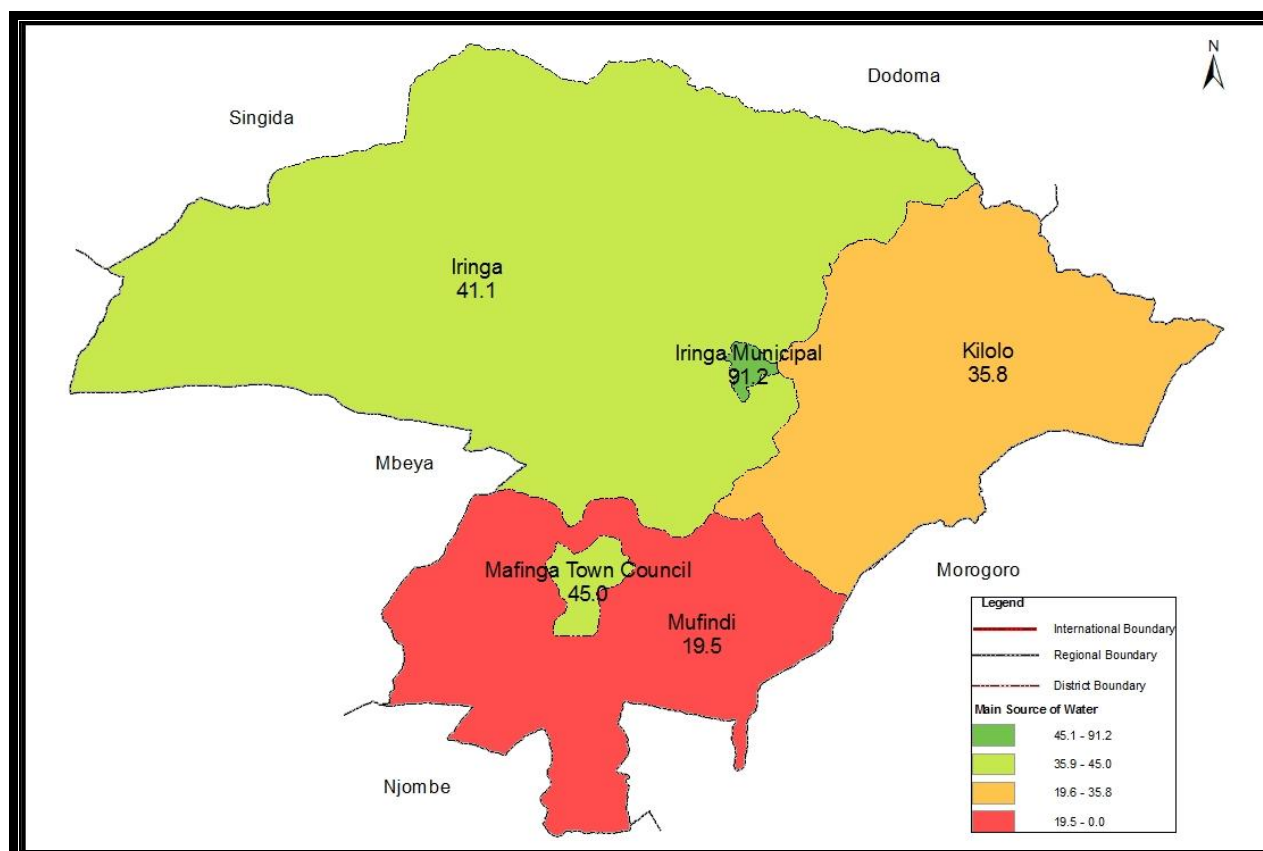 N
Dodoma
Singida
Iringa
41.1
Iringa Municipal
91.2
Kilolo
35.8
Mbeya
Mafinga Town Council
45.0
Mufindi
19.5
Morogoro
Njombe
Legend
International Boundary
Regional Boundary
District Boundary
Main Source of Water
45.1 - 91.2
35.9 - 45.0
19.6 - 35.8
19.5 - 0.0